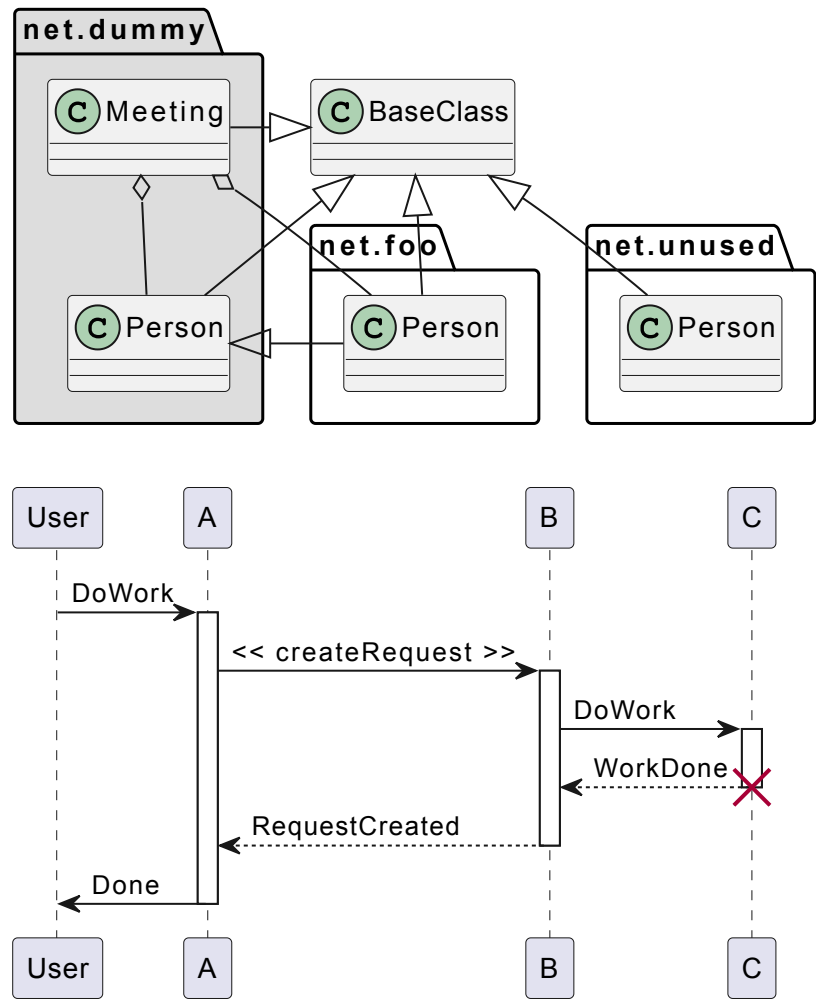 net.dummy
C Meeting
C BaseClass
net.foo
net.unused
C Person
C Person
C Person
User
A
B
C
DoWork
<< createRequest >>
DoWork
WorkDone
RequestCreated
Done
User
A
B
C